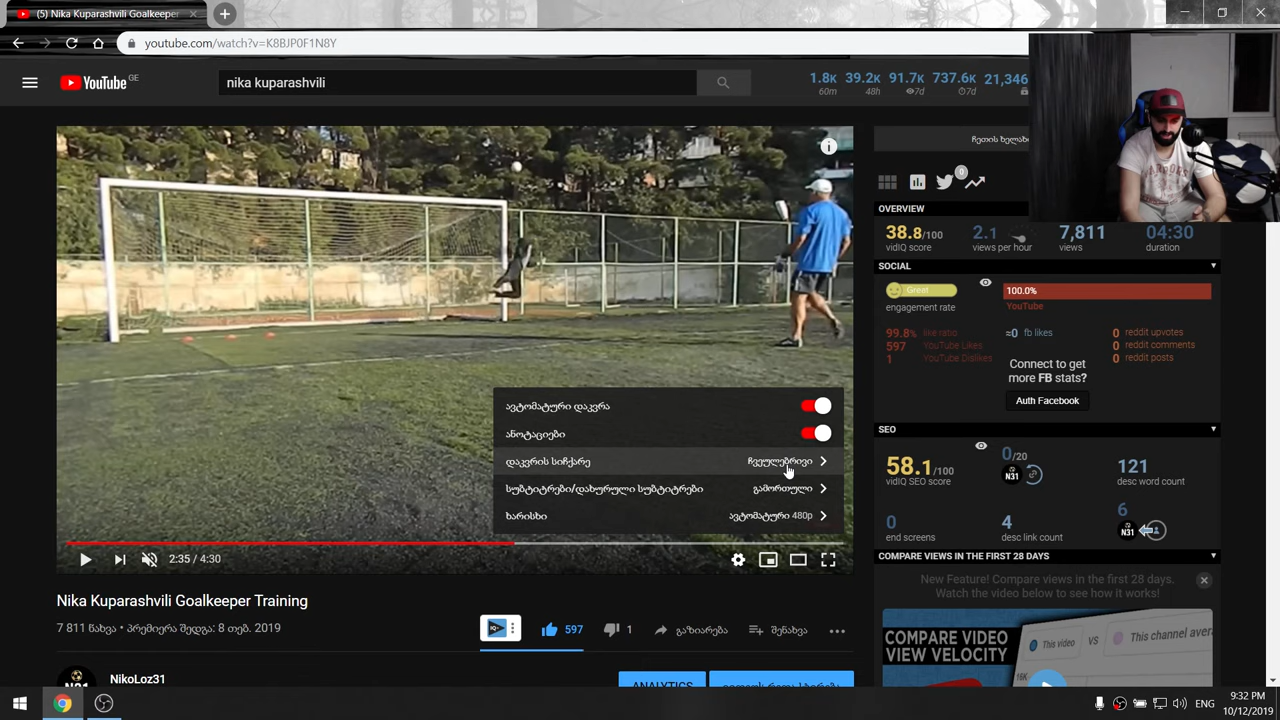 (5) Nika Kuparashvili Goalkeeper
youtube.com/watch?v=K8BJP0F1N8Y
YouTube GE
nika kuparashvili
1.8K 39.2K 91.7K 737.6K 21,346
60m 48h 7d 7d
ჩეთის
0
OVERVIEW
38.8/100 2.1 7,811 04:30
vidIQ score views per hour views duration
SOCIAL
Great 100.0%
engagement rate YouTube
99.8% like ratio ≈0 fb likes 0 reddit upvotes
597 YouTube Likes 0 reddit comments
1 YouTube Dislikes 0 reddit posts
Connect to get
more FB stats?
Auth Facebook
ავტომატური დაკვრა
ანოტაციები
დაკვრის სიჩქარე ჩვეულებრივი
სუბტიტრები/დახურული სუბტიტრები გამორთული
ხარისხი ავტომატური 480p
2:35 / 4:30
SEO
58.1/100 0/20 121
vidIQ SEO score N31 desc word count
0 4 6
end screens desc link count N31
COMPARE VIEWS IN THE FIRST 28 DAYS
New Feature! Compare views in the first 28 days.
Watch the video below to see how it works!
COMPARE VIDEO
VIEW VELOCITY
This video VS This channel
16K
Nika Kuparashvili Goalkeeper Training
7 811 ნახვა • პრემიერა შედგა: 8 თებ. 2019
IQ 597 1 გაზიარება შენახვა
N31 NikoLoz31
ANALYTICS
ENG 9:32 PM
10/12/2019